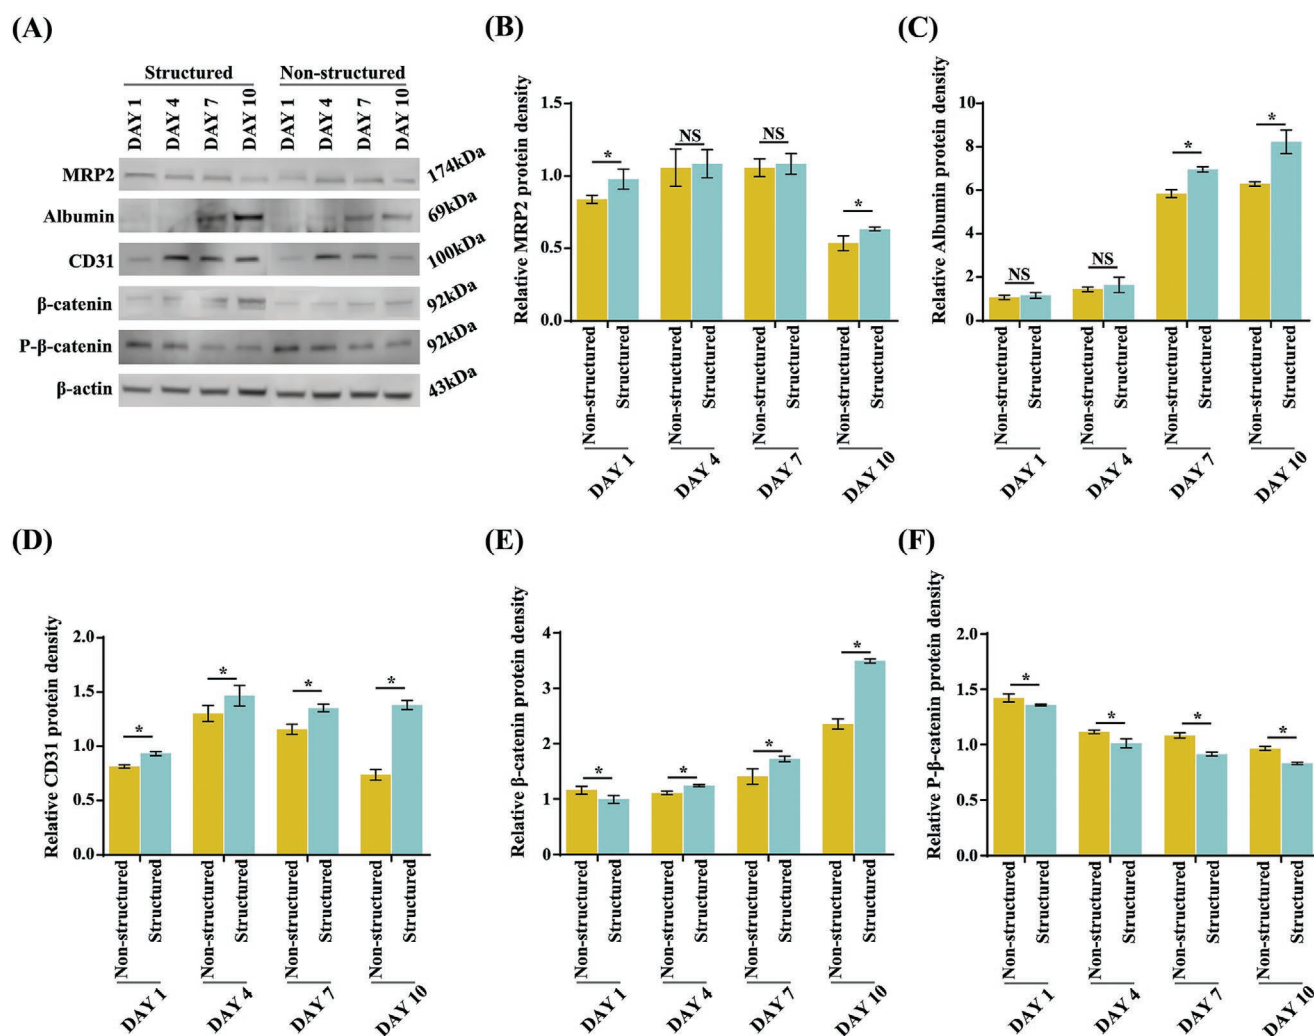 (A)
Structured Non-structured
DAY 1 DAY 4 DAY 7 DAY 10 DAY 1 DAY 4 DAY 7 DAY 10
MRP2 174kDa
Albumin 69kDa
CD31 100kDa
β-catenin 92kDa
P-β-catenin 92kDa
β-actin 43kDa
(B)
Relative MRP2 protein density
1.5
1.0
0.5
0.0
* NS NS *
Non-structured Structured Non-structured Structured Non-structured Structured Non-structured Structured
DAY 1 DAY 4 DAY 7 DAY 10
(C)
Relative Albumin protein density
10
8
6
4
2
0
NS NS * *
Non-structured Structured Non-structured Structured Non-structured Structured Non-structured Structured
DAY 1 DAY 4 DAY 7 DAY 10
(D)
Relative CD31 protein density
2.0
1.5
1.0
0.5
0.0
* * * *
Non-structured Structured Non-structured Structured Non-structured Structured Non-structured Structured
DAY 1 DAY 4 DAY 7 DAY 10
(E)
Relative β-catenin protein density
4
3
2
1
0
* * * *
Non-structured Structured Non-structured Structured Non-structured Structured Non-structured Structured
DAY 1 DAY 4 DAY 7 DAY 10
(F)
Relative P-β-catenin protein density
2.0
1.5
1.0
0.5
0.0
* * * *
Non-structured Structured Non-structured Structured Non-structured Structured Non-structured Structured
DAY 1 DAY 4 DAY 7 DAY 10